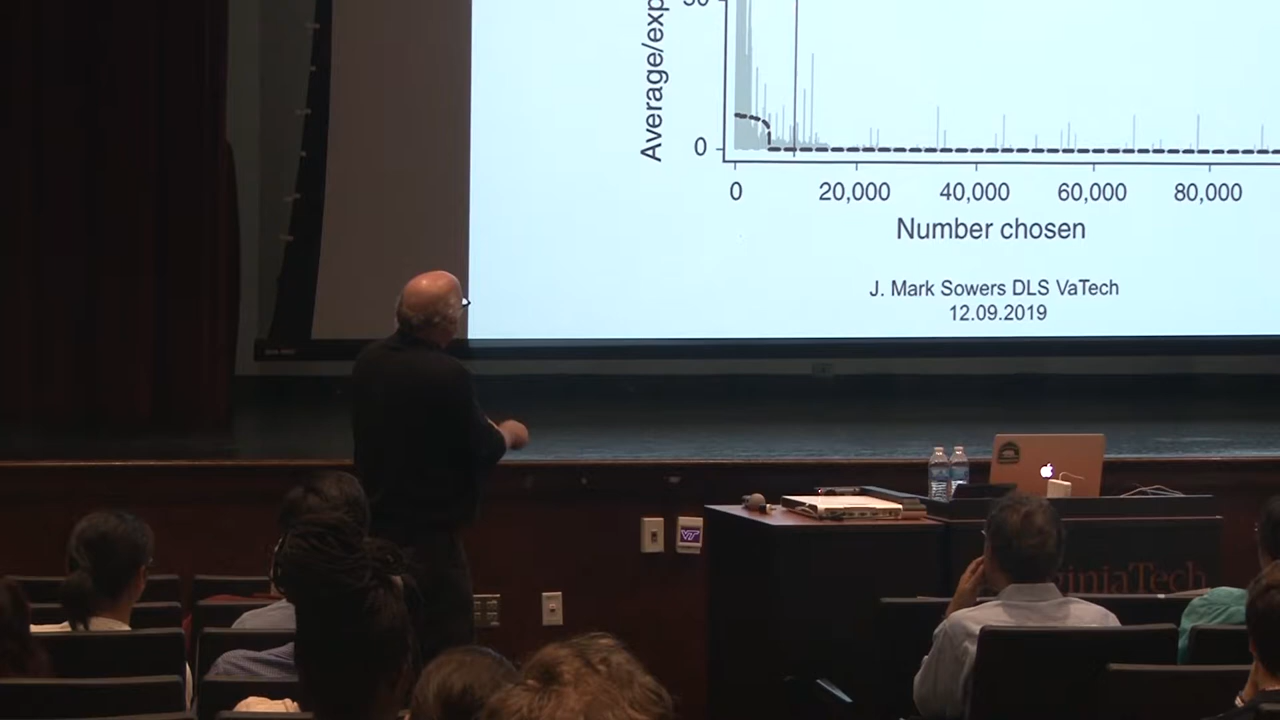 50
Average/exp
0
0 20,000 40,000 60,000 80,000
Number chosen
J. Mark Sowers DLS VaTech
12.09.2019
VT
giniaTech